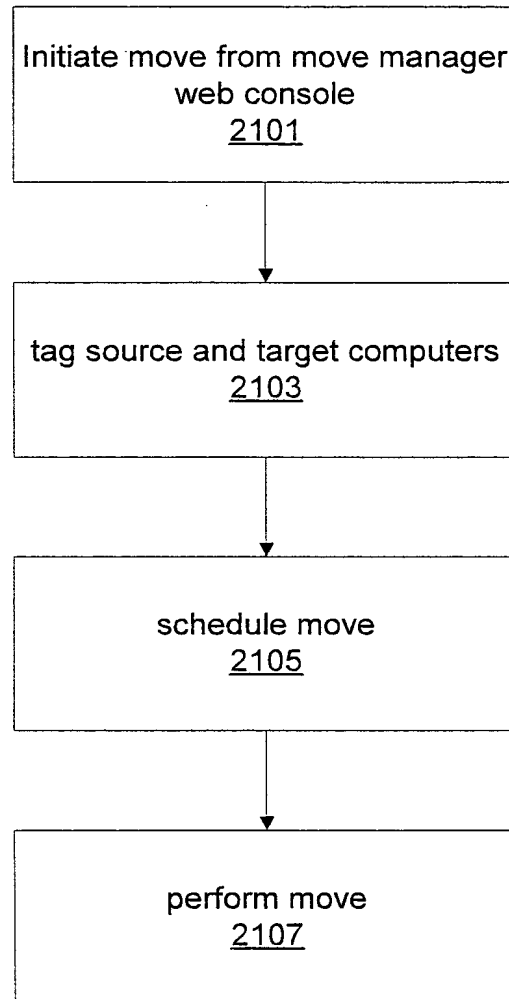 Initiate move from move manager
web console
2101
tag source and target computers
2103
schedule move
2105
perform move
2107